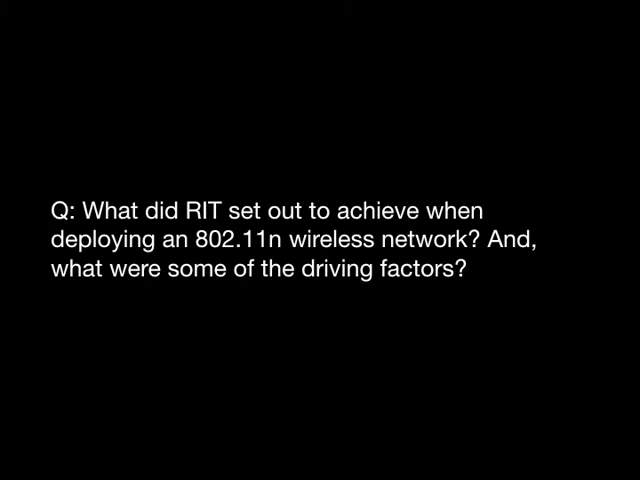 Q: What did RIT set out to achieve when
deploying an 802.11n wireless network? And,
what were some of the driving factors?